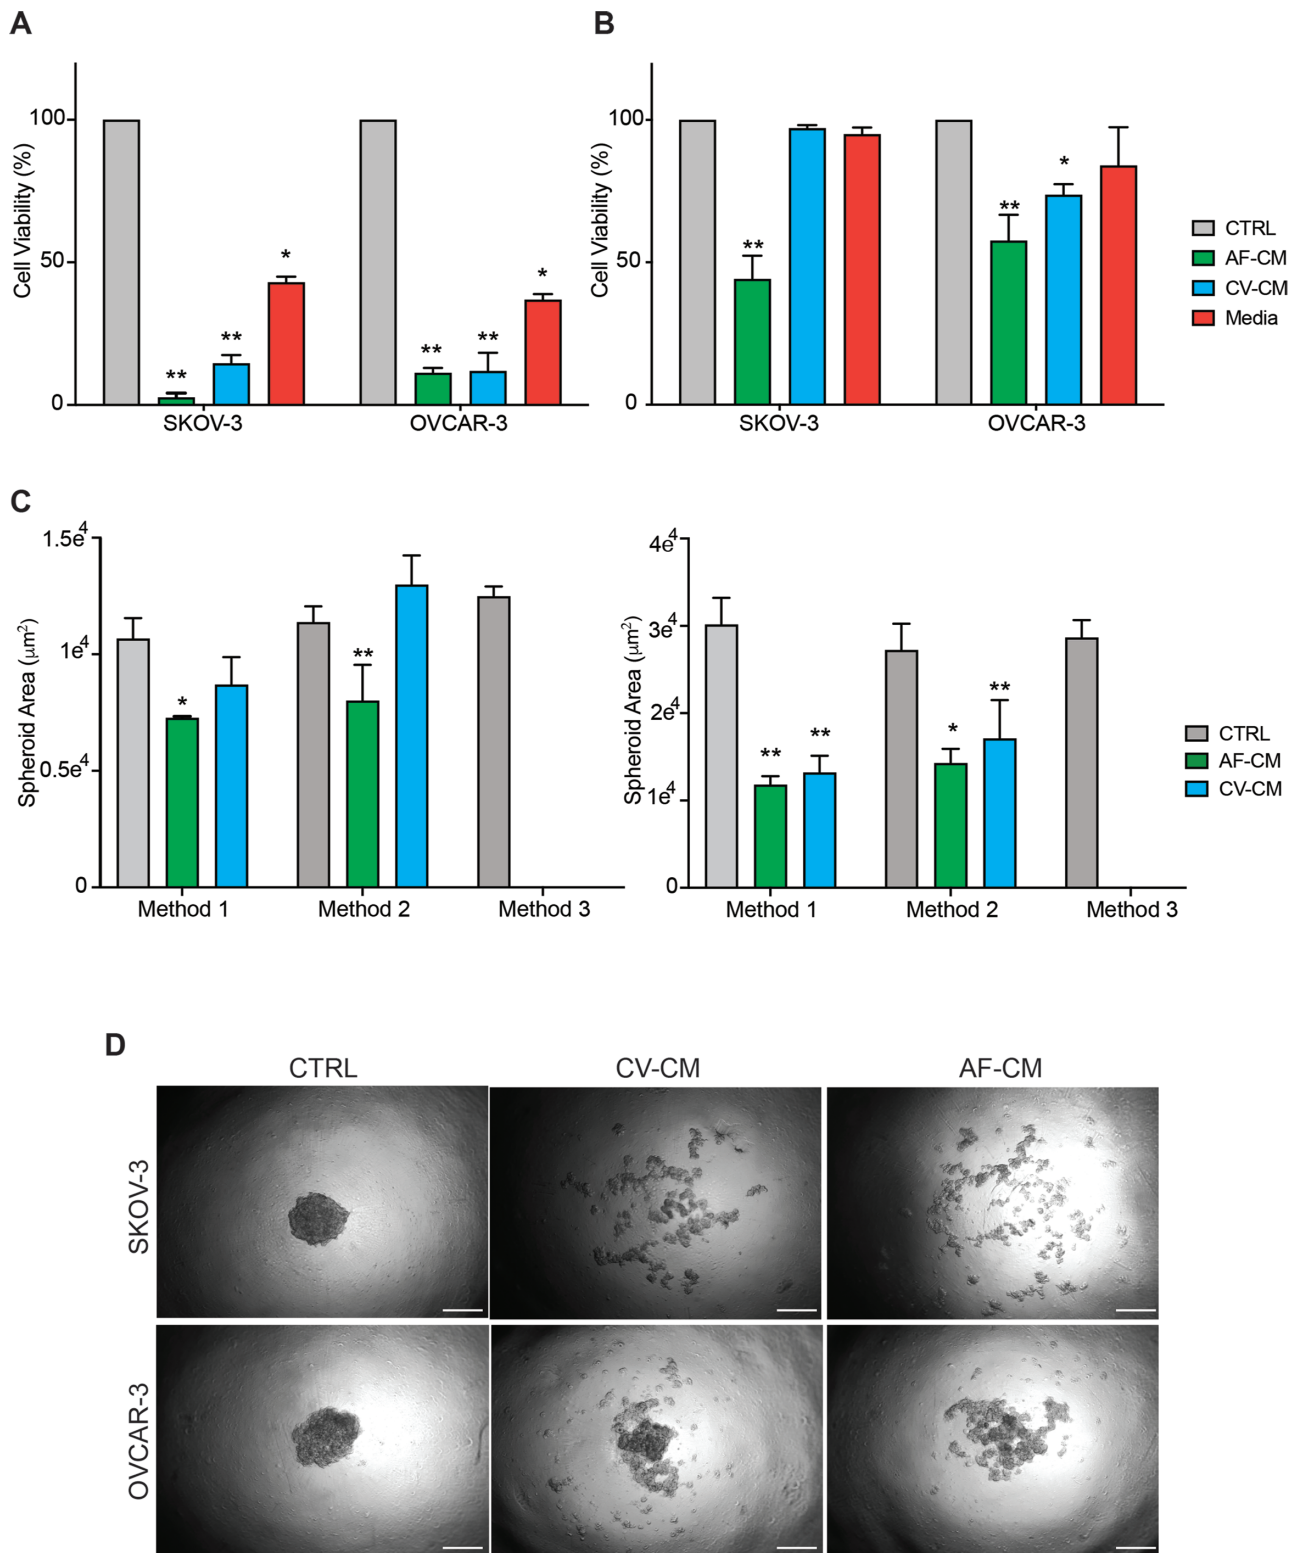 A
B
Cell Viability (%)
100
50
0
**
**
*
**
**
*
SKOV-3
OVCAR-3
Cell Viability (%)
100
50
0
**
**
*
SKOV-3
OVCAR-3
CTRL
AF-CM
CV-CM
Media
C
Spheroid Area (μm²)
1.5e⁴
1e⁴
0.5e⁴
0
*
**
Method 1
Method 2
Method 3
Spheroid Area (μm²)
4e⁴
3e⁴
2e⁴
1e⁴
0
**
**
*
**
Method 1
Method 2
Method 3
CTRL
AF-CM
CV-CM
D
CTRL
CV-CM
AF-CM
SKOV-3
OVCAR-3